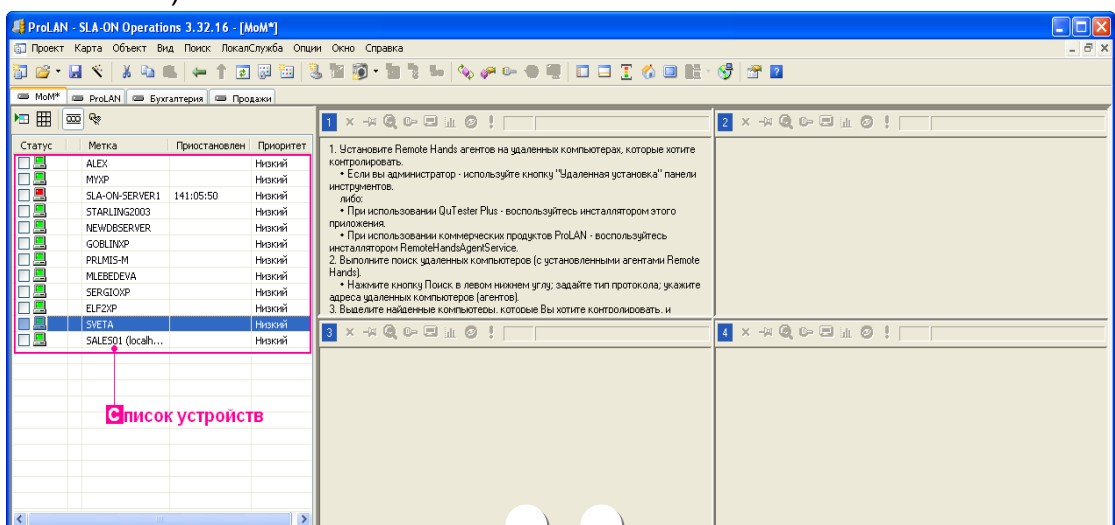 ProLAN - SLA-ON Operations 3.32.16 - [MoM*]
Проект Карта Объект Вид Поиск ЛокалСлужба Опции Окно Справка
MoM* ProLAN Бухгалтерия Продажи
Статус Метка Приостановлен Приоритет
ALEX Низкий
MYXP Низкий
SLA-ON-SERVER1 141:05:50 Низкий
STARLING2003 Низкий
NEWDBSERVER Низкий
GOBLINXP Низкий
PRLMIS-M Низкий
MLEBEDEVA Низкий
SERGIOXP Низкий
ELF2XP Низкий
SVETA Низкий
SALES01 (localh... Низкий
Список устройств
1
1. Установите Remote Hands агентов на удаленных компьютерах, которые хотите
контролировать.
• Если вы администратор - используйте кнопку "Удаленная установка" панели
инструментов.
либо:
• При использовании QuTester Plus - воспользуйтесь инсталлятором этого
приложения.
• При использовании коммерческих продуктов ProLAN - воспользуйтесь
инсталлятором RemoteHandsAgentService.
2. Выполните поиск удаленных компьютеров (с установленными агентами Remote
Hands).
• Нажмите кнопку Поиск в левом нижнем углу; задайте тип протокола; укажите
адреса удаленных компьютеров (агентов).
3. Выделите найденные компьютеры, которые Вы хотите контролировать, и
2
3
4